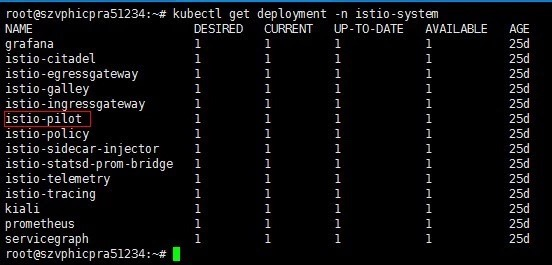 root@szvphicpra51234:~# kubectl get deployment -n istio-system
NAME DESIRED CURRENT UP-TO-DATE AVAILABLE AGE
grafana 1 1 1 1 25d
istio-citadel 1 1 1 1 25d
istio-egressgateway 1 1 1 1 25d
istio-galley 1 1 1 1 25d
istio-ingressgateway 1 1 1 1 25d
istio-pilot 1 1 1 1 25d
istio-policy 1 1 1 1 25d
istio-sidecar-injector 1 1 1 1 25d
istio-statsd-prom-bridge 1 1 1 1 25d
istio-telemetry 1 1 1 1 25d
istio-tracing 1 1 1 1 25d
kiali 1 1 1 1 25d
prometheus 1 1 1 1 25d
servicegraph 1 1 1 1 25d
root@szvphicpra51234:~#